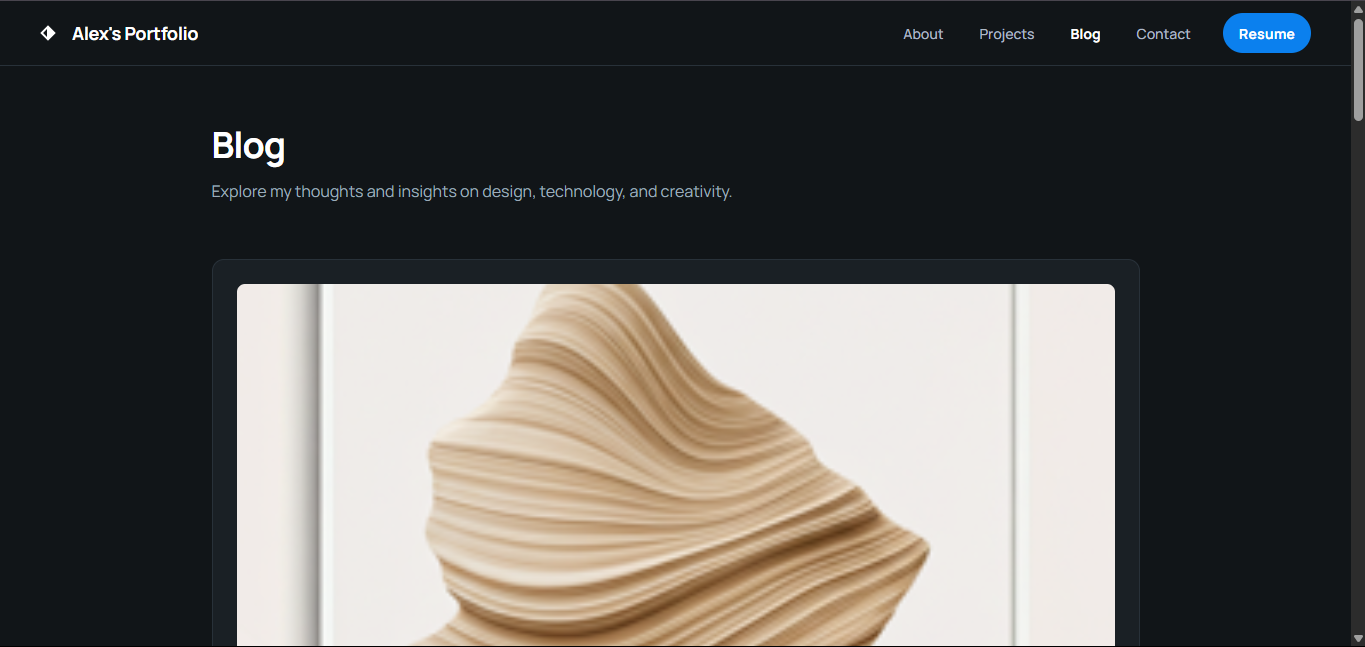 Alex's Portfolio
About
Projects
Blog
Contact
Resume
Blog
Explore my thoughts and insights on design, technology, and creativity.